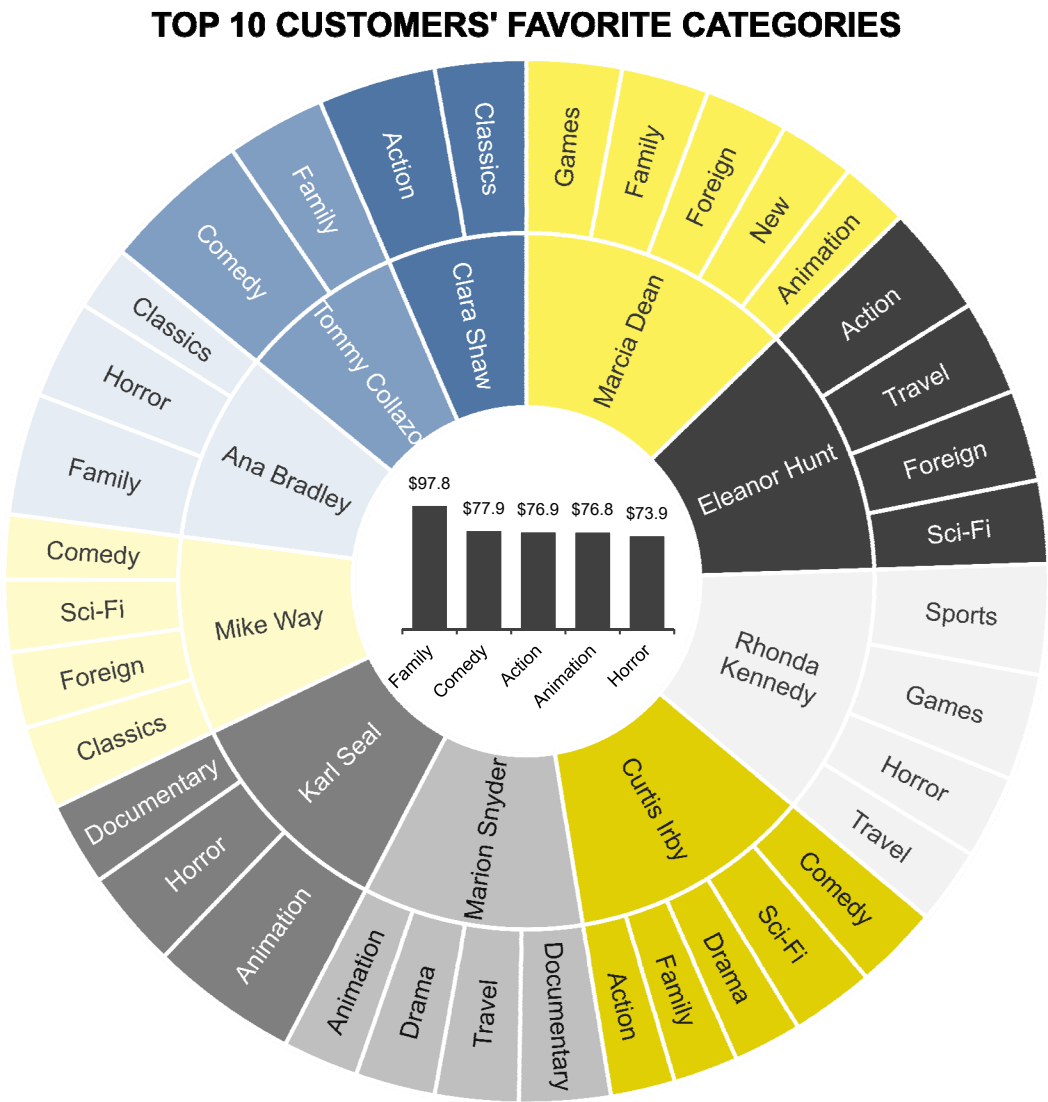 TOP 10 CUSTOMERS' FAVORITE CATEGORIES
Games
Family
Foreign
New
Animation
Marcia Dean
Action
Travel
Foreign
Sci-Fi
Eleanor Hunt
Sports
Games
Horror
Travel
Rhonda
Kennedy
Comedy
Sci-Fi
Drama
Family
Action
Curtis Irby
Documentary
Travel
Drama
Animation
Marion Snyder
Animation
Horror
Documentary
Karl Seal
Classics
Foreign
Sci-Fi
Comedy
Mike Way
Family
Horror
Classics
Ana Bradley
Comedy
Family
Tommy Collazo
Action
Classics
Clara Shaw
$97.8
$77.9
$76.9
$76.8
$73.9
Family
Comedy
Action
Animation
Horror